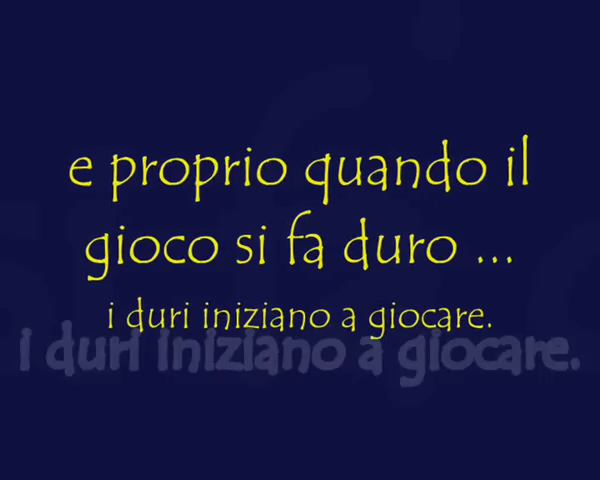 e proprio quando il
gioco si fa duro ...
i duri iniziano a giocare.
i duri iniziano a giocare.